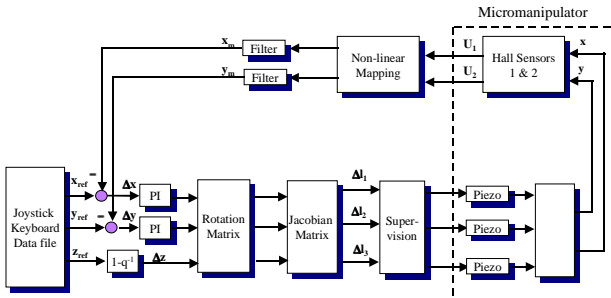 Micromanipulator
x_m
Filter
y_m
Filter
Non-linear
Mapping
U_1
U_2
Hall Sensors
1 & 2
x
y
Joystick
Keyboard
Data file
x_ref
y_ref
z_ref
-
-
Δx
Δy
Δz
PI
PI
1-q^-1
Rotation
Matrix
Jacobian
Matrix
Δl_1
Δl_2
Δl_3
Super-
vision
Piezo
Piezo
Piezo